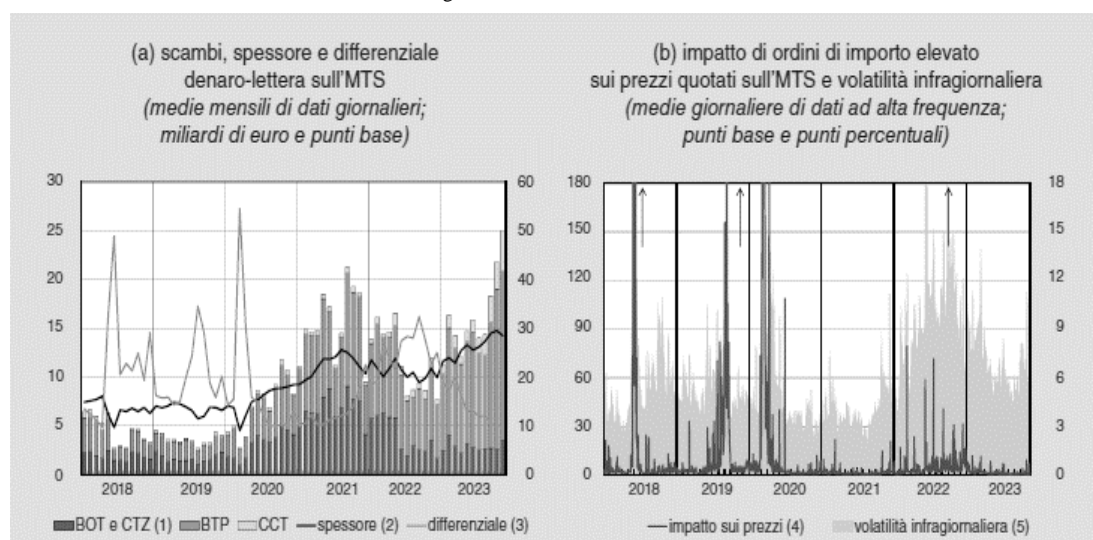 (a) scambi, spessore e differenziale
denaro-lettera sull'MTS
(medie mensili di dati giornalieri;
miliardi di euro e punti base)
30
25
20
15
10
5
0
60
50
40
30
20
10
0
2018 2019 2020 2021 2022 2023
BOT e CTZ (1) BTP CCT spessore (2) differenziale (3)
(b) impatto di ordini di importo elevato
sui prezzi quotati sull'MTS e volatilità infragiornaliera
(medie giornaliere di dati ad alta frequenza;
punti base e punti percentuali)
180
150
120
90
60
30
0
18
15
12
9
6
3
0
2018 2019 2020 2021 2022 2023
impatto sui prezzi (4) volatilità infragiornaliera (5)